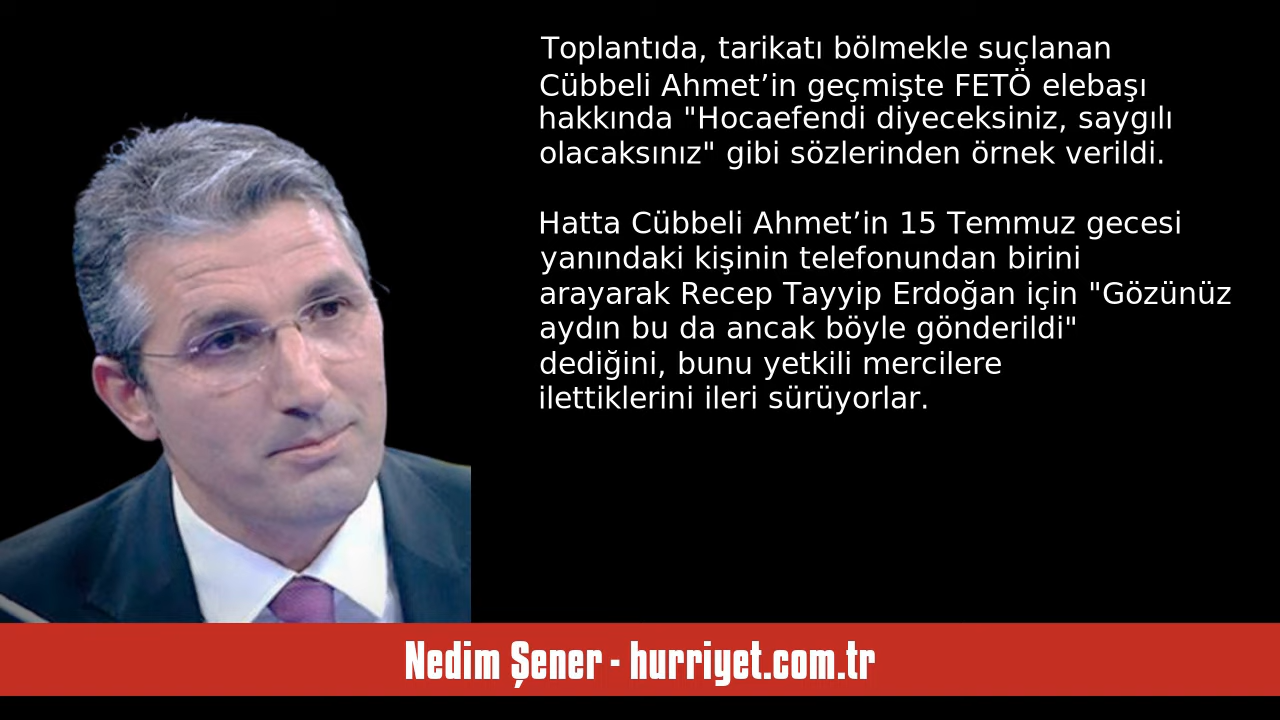 Toplantıda, tarikatı bölmekle suçlanan
Cübbeli Ahmet’in geçmişte FETÖ elebaşı
hakkında "Hocaefendi diyeceksiniz, saygılı
olacaksınız" gibi sözlerinden örnek verildi.
Hatta Cübbeli Ahmet’in 15 Temmuz gecesi
yanındaki kişinin telefonundan birini
arayarak Recep Tayyip Erdoğan için "Gözünüz
aydın bu da ancak böyle gönderildi"
dediğini, bunu yetkili mercilere
ilettiklerini ileri sürüyorlar.
Nedim Şener - hurriyet.com.tr